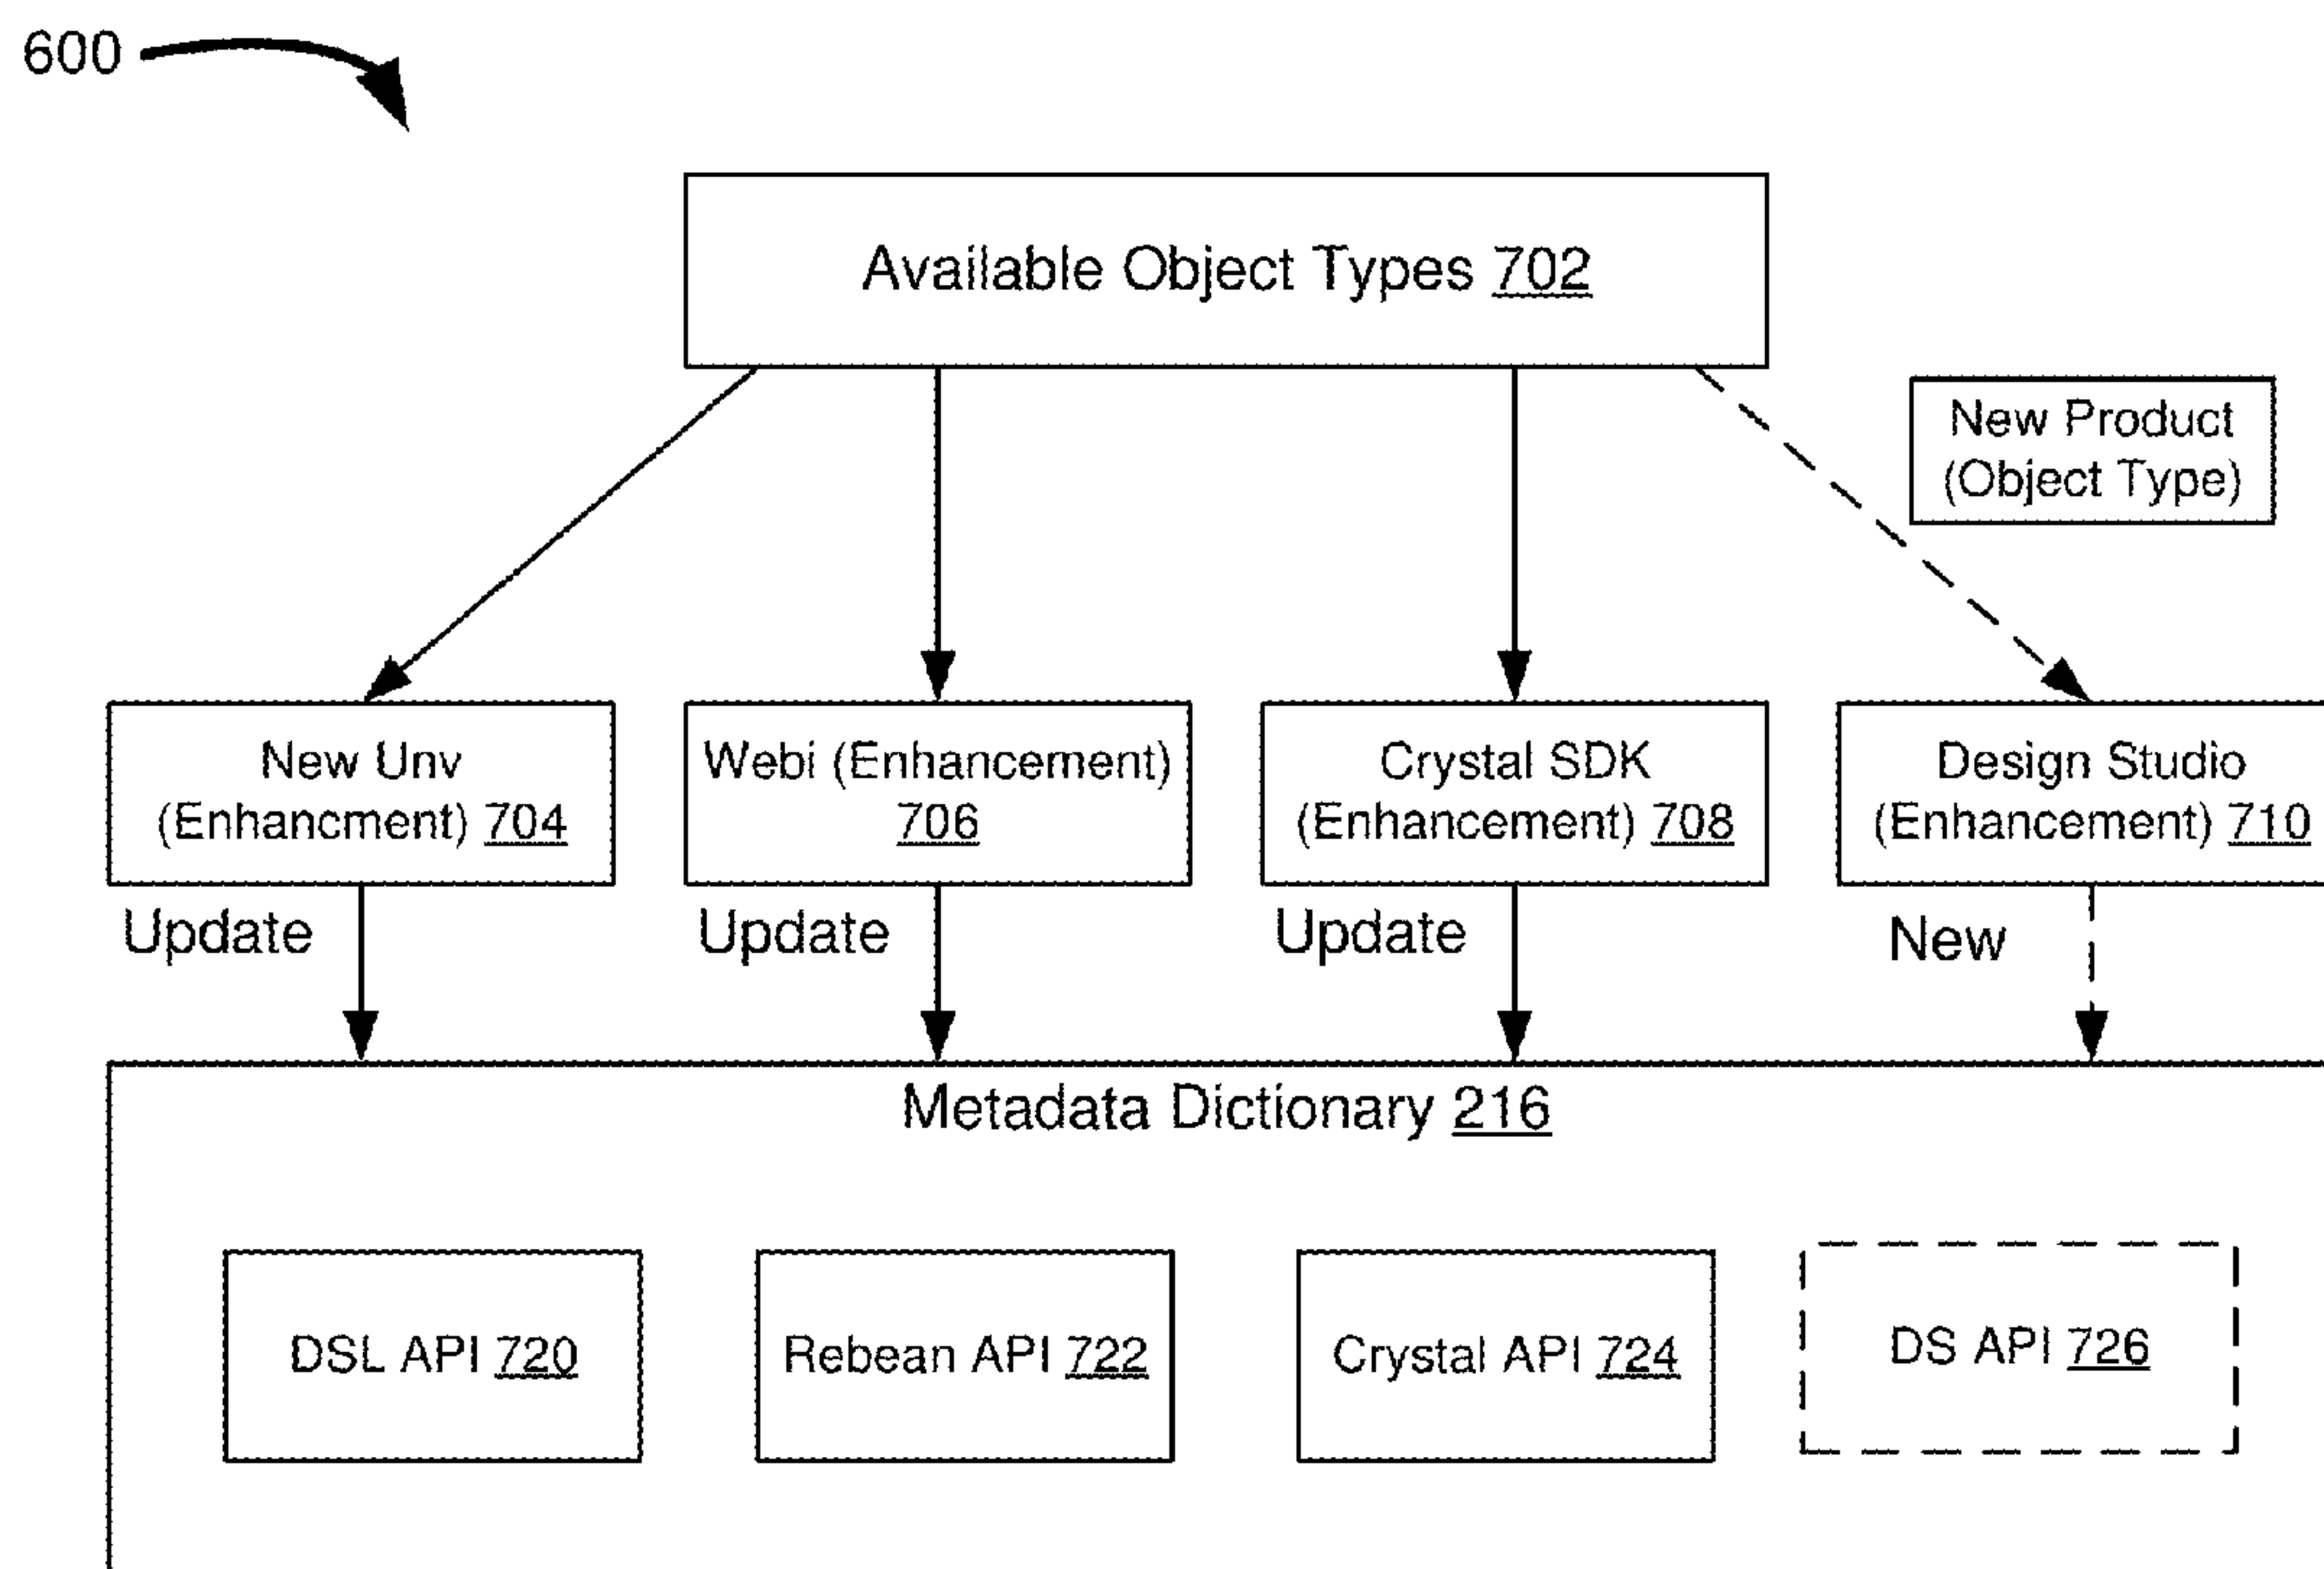 600
Available Object Types 702
New Product
(Object Type)
New Unv
(Enhancment) 704
Webi (Enhancement)
706
Crystal SDK
(Enhancement) 708
Design Studio
(Enhancement) 710
Update
Update
Update
New
Metadata Dictionary 216
DSL API 720
Rebean API 722
Crystal API 724
DS API 726